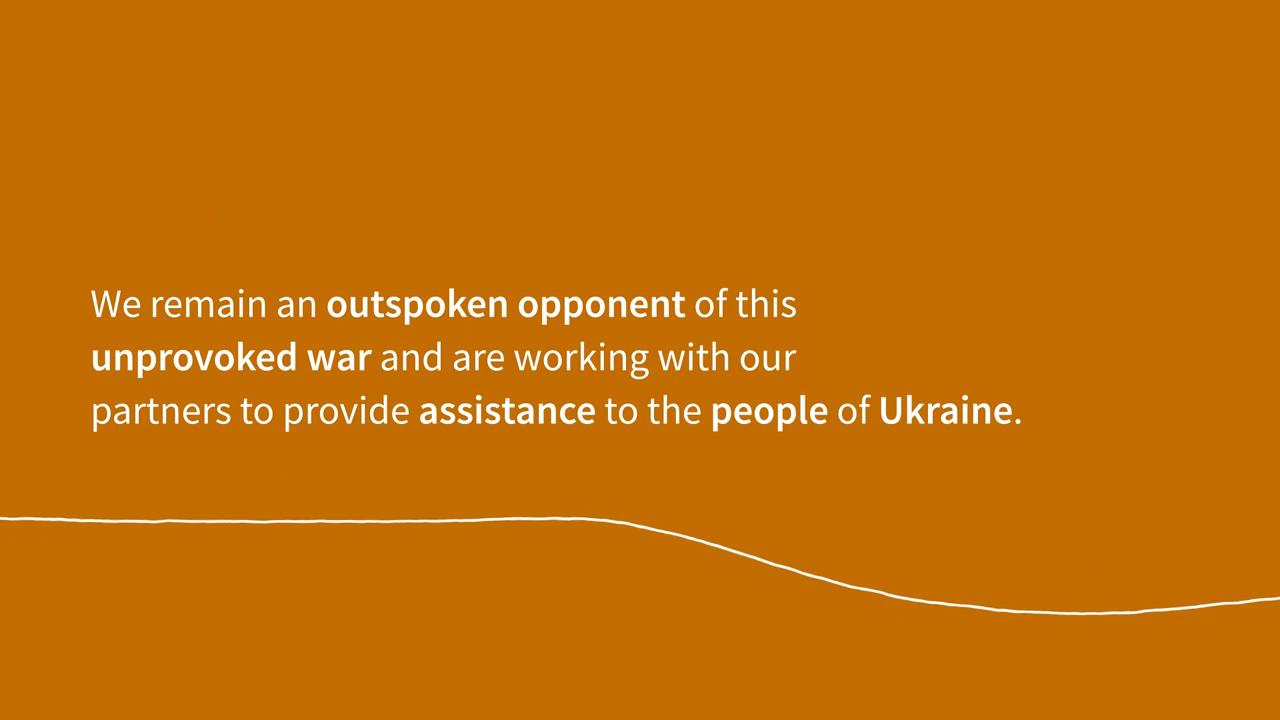 We remain an outspoken opponent of this
unprovoked war and are working with our
partners to provide assistance to the people of Ukraine.